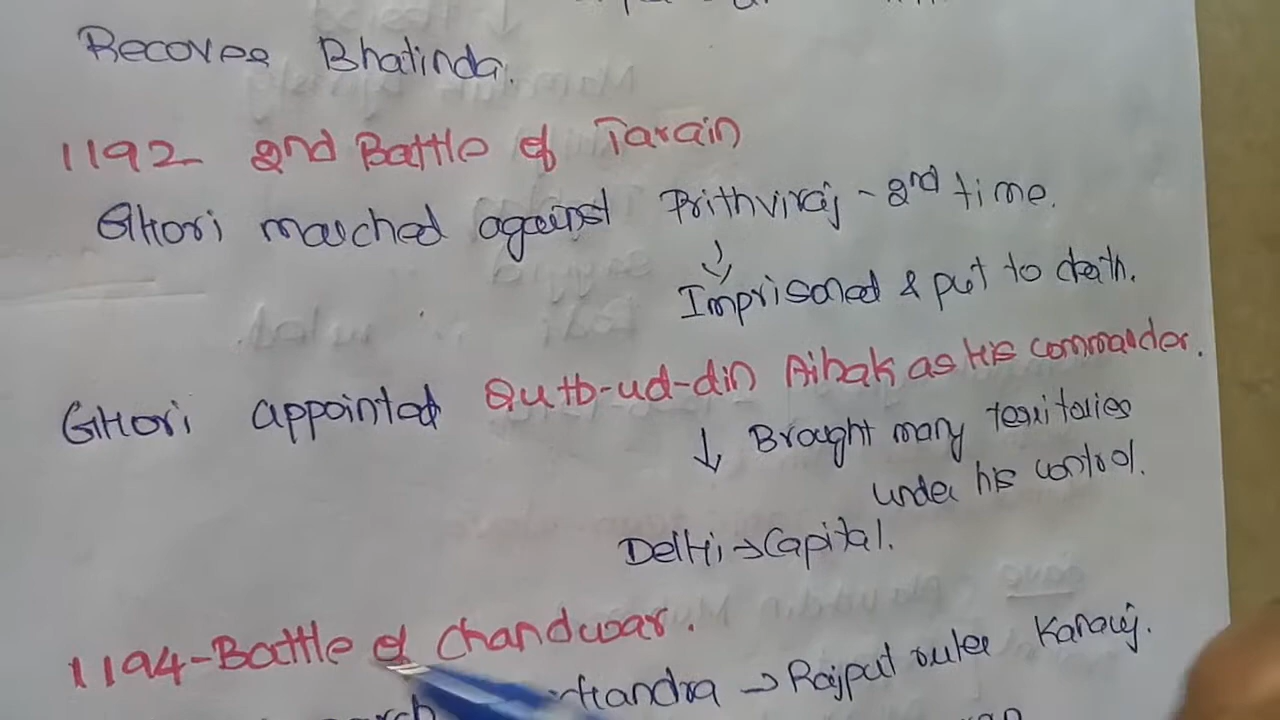 Recover Bhatinda.
1192 2nd Battle of Tarain
GHori marched against Prithviraj - 2nd time.
Imprisoned & put to death.
GHori appointed Qutb-ud-din Aibak as His commander.
↓ Brought many territories
under his control.
DelHi → Capital.
1194 - Battle of Chandwar.
chandra → Rajput ruler Kanauj.